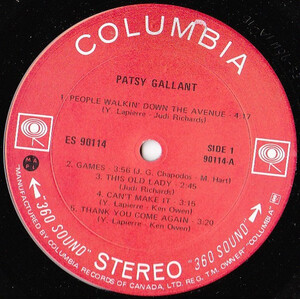 COLUMBIA
PATSY GALLANT
1. PEOPLE WALKIN' DOWN THE AVENUE - 4:17
(Y. Lapierre - Judi Richards)
ES 90114
SIDE 1
90114-A
2. GAMES - 3:56 (J. G. Chapados - M. Hart)
3. THIS OLD LADY - 2:45
(Judi Richards)
4. CAN'T MAKE IT - 3:16
(Y. Lapierre - Ken Owen)
5. THANK YOU COME AGAIN - 3:20
(Y. Lapierre - Ken Owen)
"360 SOUND" STEREO "360 SOUND"
MANUFACTURED BY COLUMBIA RECORDS OF CANADA, LTD. REG. T.M. OWNER "COLUMBIA"